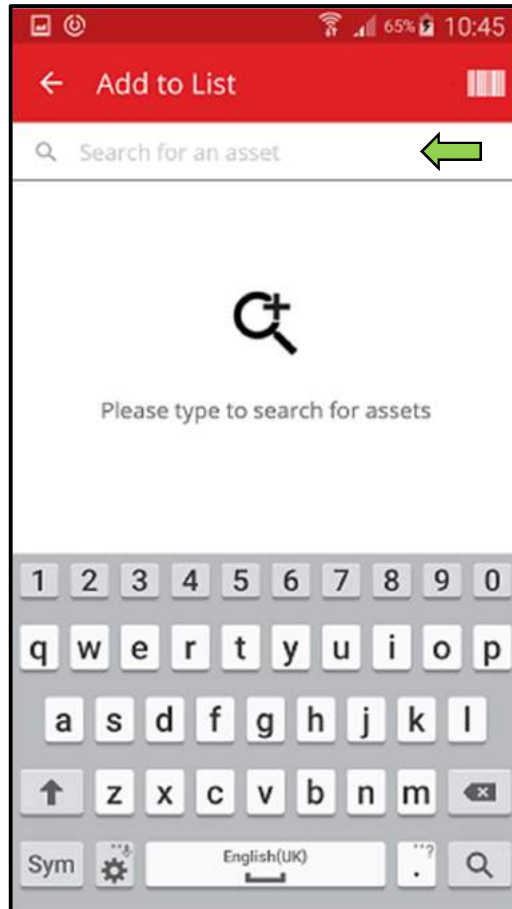 65% 10:45
Add to List
Search for an asset
Please type to search for assets
1 2 3 4 5 6 7 8 9 0
q w e r t y u i o p
a s d f g h j k l
z x c v b n m
Sym English(UK) . ?